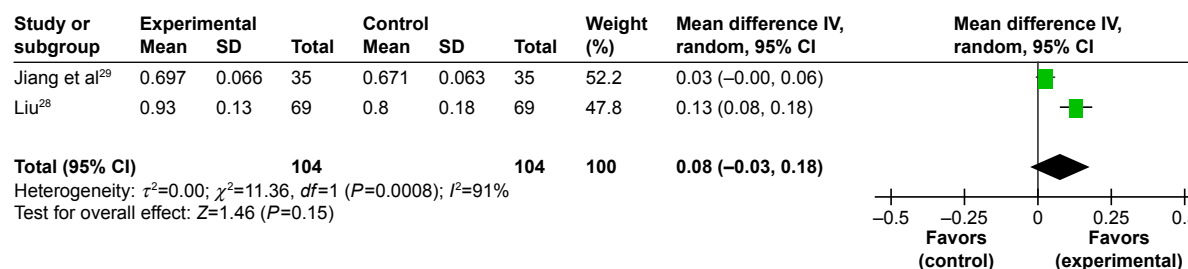 Study or subgroup Experimental Control Weight (%) Mean difference IV, random, 95% CI Mean difference IV, random, 95% CI
Mean SD Total Mean SD Total
Jiang et al²⁹ 0.697 0.066 35 0.671 0.063 35 52.2 0.03 (–0.00, 0.06)
Liu²⁸ 0.93 0.13 69 0.8 0.18 69 47.8 0.13 (0.08, 0.18)
Total (95% CI) 104 104 100 0.08 (–0.03, 0.18)
Heterogeneity: τ²=0.00; χ²=11.36, df=1 (P=0.0008); I²=91%
Test for overall effect: Z=1.46 (P=0.15)
–0.5 –0.25 0 0.25
Favors (control) Favors (experimental)